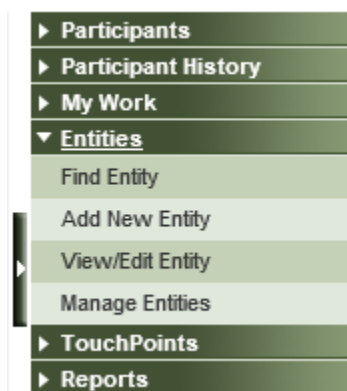 Participants
Participant History
My Work
Entities
Find Entity
Add New Entity
View/Edit Entity
Manage Entities
TouchPoints
Reports